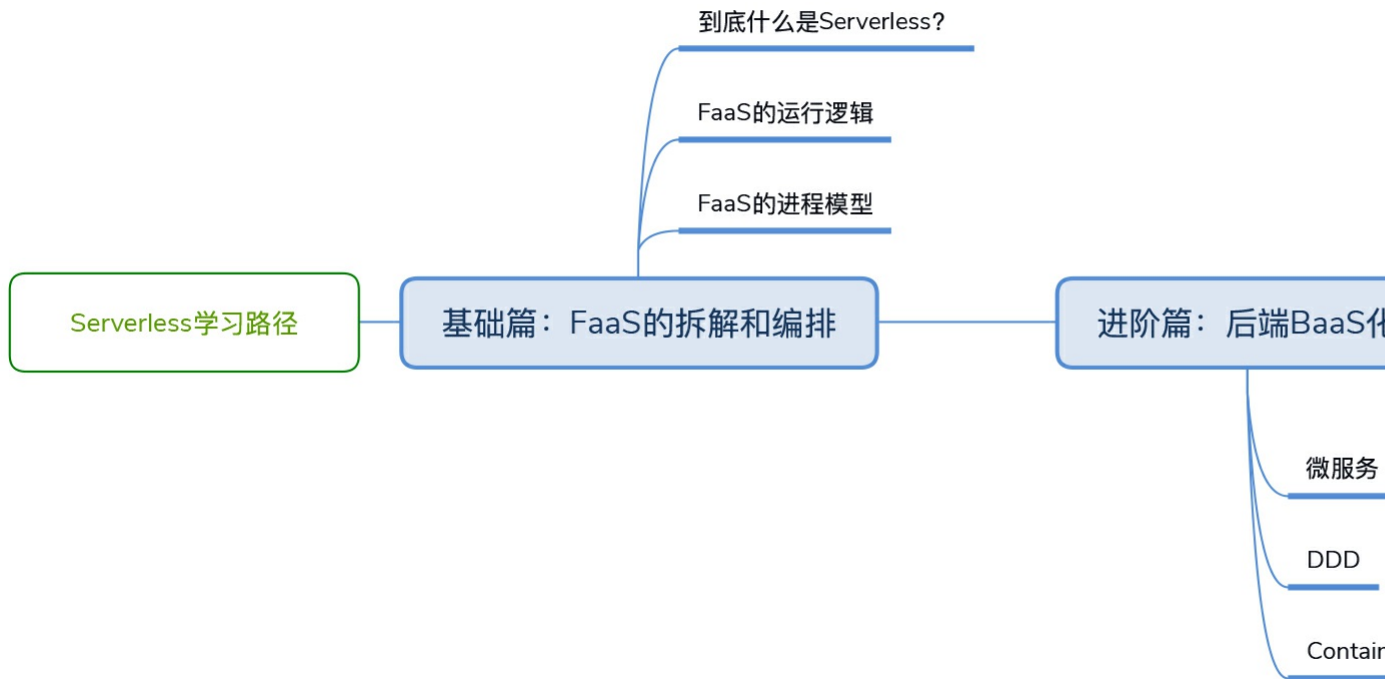 到底什么是Serverless?
FaaS的运行逻辑
FaaS的进程模型
Serverless学习路径
基础篇：FaaS的拆解和编排
进阶篇：后端BaaS化
微服务
DDD